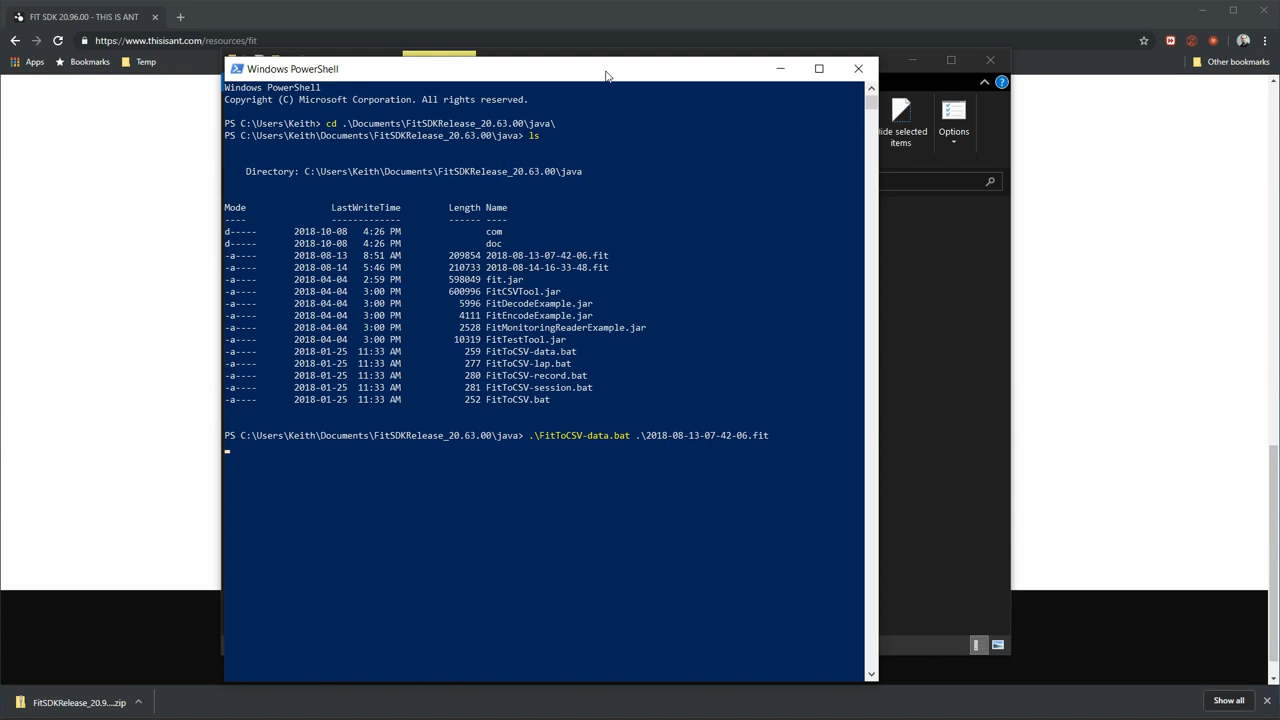 FIT SDK 20.96.00 - THIS IS ANT
https://www.thisisant.com/resources/fit
Apps
Bookmarks
Temp
Other bookmarks
Windows PowerShell
Windows PowerShell
Copyright (C) Microsoft Corporation. All rights reserved.
PS C:\Users\Keith> cd .\Documents\FitSDKRelease_20.63.00\java\
PS C:\Users\Keith\Documents\FitSDKRelease_20.63.00\java> ls
Directory: C:\Users\Keith\Documents\FitSDKRelease_20.63.00\java
Mode LastWriteTime Length Name
---- ------------- ------ ----
d----- 2018-10-08 4:26 PM com
d----- 2018-10-08 4:26 PM doc
-a---- 2018-08-13 8:51 AM 209854 2018-08-13-07-42-06.fit
-a---- 2018-08-14 5:46 PM 210733 2018-08-14-16-33-48.fit
-a---- 2018-04-04 2:59 PM 598049 fit.jar
-a---- 2018-04-04 3:00 PM 600996 FitCSVTool.jar
-a---- 2018-04-04 3:00 PM 5996 FitDecodeExample.jar
-a---- 2018-04-04 3:00 PM 4111 FitEncodeExample.jar
-a---- 2018-04-04 3:00 PM 2528 FitMonitoringReaderExample.jar
-a---- 2018-04-04 3:00 PM 10319 FitTestTool.jar
-a---- 2018-01-25 11:33 AM 259 FitToCSV-data.bat
-a---- 2018-01-25 11:33 AM 277 FitToCSV-lap.bat
-a---- 2018-01-25 11:33 AM 280 FitToCSV-record.bat
-a---- 2018-01-25 11:33 AM 281 FitToCSV-session.bat
-a---- 2018-01-25 11:33 AM 252 FitToCSV.bat
PS C:\Users\Keith\Documents\FitSDKRelease_20.63.00\java> .\FitToCSV-data.bat .\2018-08-13-07-42-06.fit
ide selected
items
Options
FitSDKRelease_20.9....zip
Show all